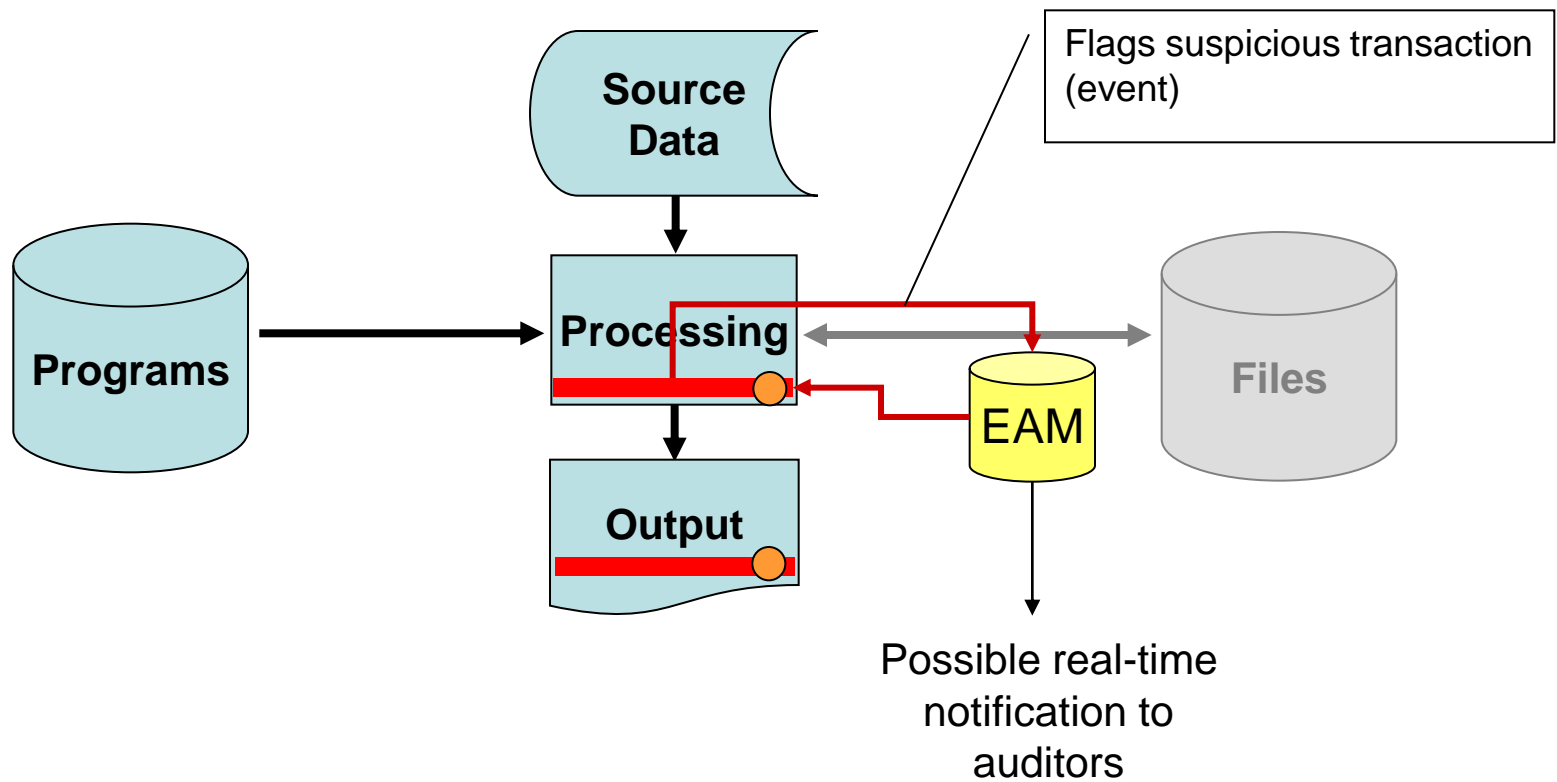 Flags suspicious transaction
(event)
Source
Data
Programs
Processing
Files
EAM
Output
Possible real-time
notification to
auditors